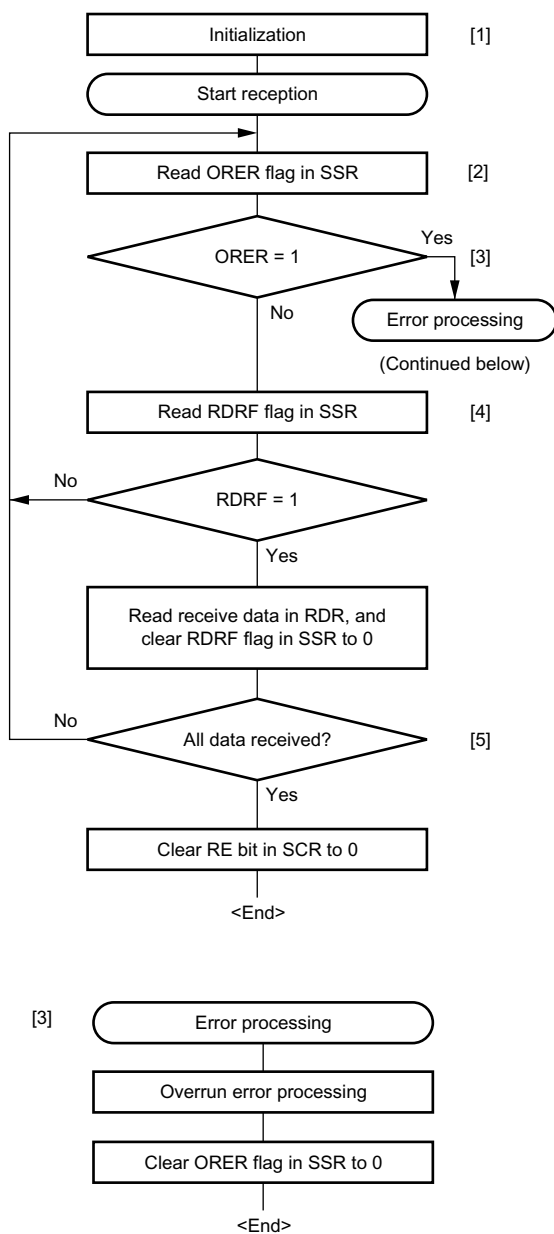 Initialization
[1]
Start reception
Read ORER flag in SSR
[2]
ORER = 1
Yes
[3]
No
Error processing
(Continued below)
Read RDRF flag in SSR
[4]
No
RDRF = 1
Yes
Read receive data in RDR, and
clear RDRF flag in SSR to 0
No
All data received?
[5]
Yes
Clear RE bit in SCR to 0
<End>
[3]
Error processing
Overrun error processing
Clear ORER flag in SSR to 0
<End>